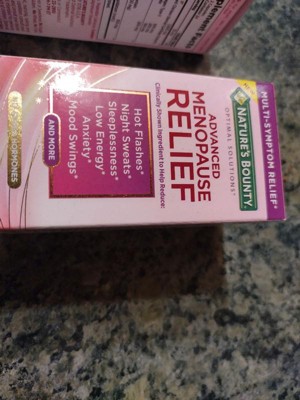 Supplement
MULTI-SYMPTOM RELIEF*
NATURE'S BOUNTY
OPTIMAL SOLUTIONS®
ADVANCED
MENOPAUSE
RELIEF
Clinically Shown Ingredient to Help Reduce:
Hot Flashes*
Night Sweats*
Sleeplessness*
Low Energy*
Anxiety*
Mood Swings*
AND MORE
HORMONES